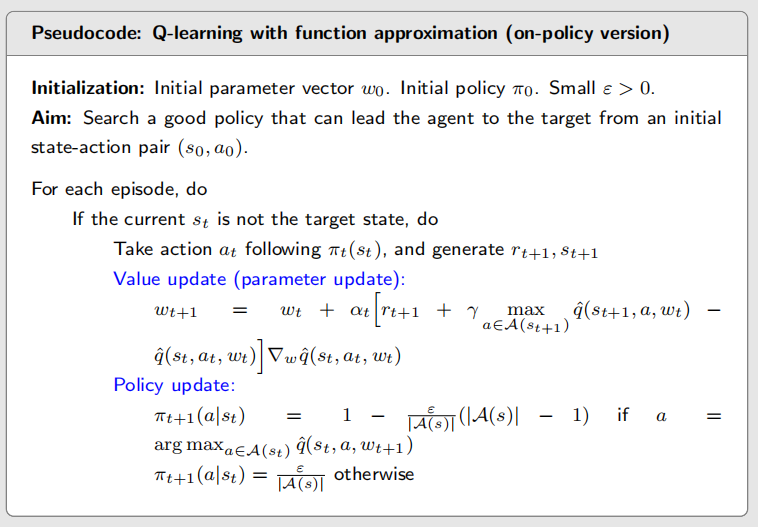 Pseudocode: Q-learning with function approximation (on-policy version)
Initialization: Initial parameter vector w₀. Initial policy π₀. Small ε > 0.
Aim: Search a good policy that can lead the agent to the target from an initial
state-action pair (s₀, a₀).
For each episode, do
If the current sₜ is not the target state, do
Take action aₜ following πₜ(sₜ), and generate rₜ₊₁, sₜ₊₁
Value update (parameter update):
wₜ₊₁ = wₜ + αₜ[rₜ₊₁ + γ max_{a∈𝒜(sₜ₊₁)} q̂(sₜ₊₁, a, wₜ) −
q̂(sₜ, aₜ, wₜ)]∇_w q̂(sₜ, aₜ, wₜ)
Policy update:
πₜ₊₁(a|sₜ) = 1 − ε/|𝒜(s)| (|𝒜(s)| − 1) if a =
arg max_{a∈𝒜(sₜ)} q̂(sₜ, a, wₜ₊₁)
πₜ₊₁(a|sₜ) = ε/|𝒜(s)| otherwise